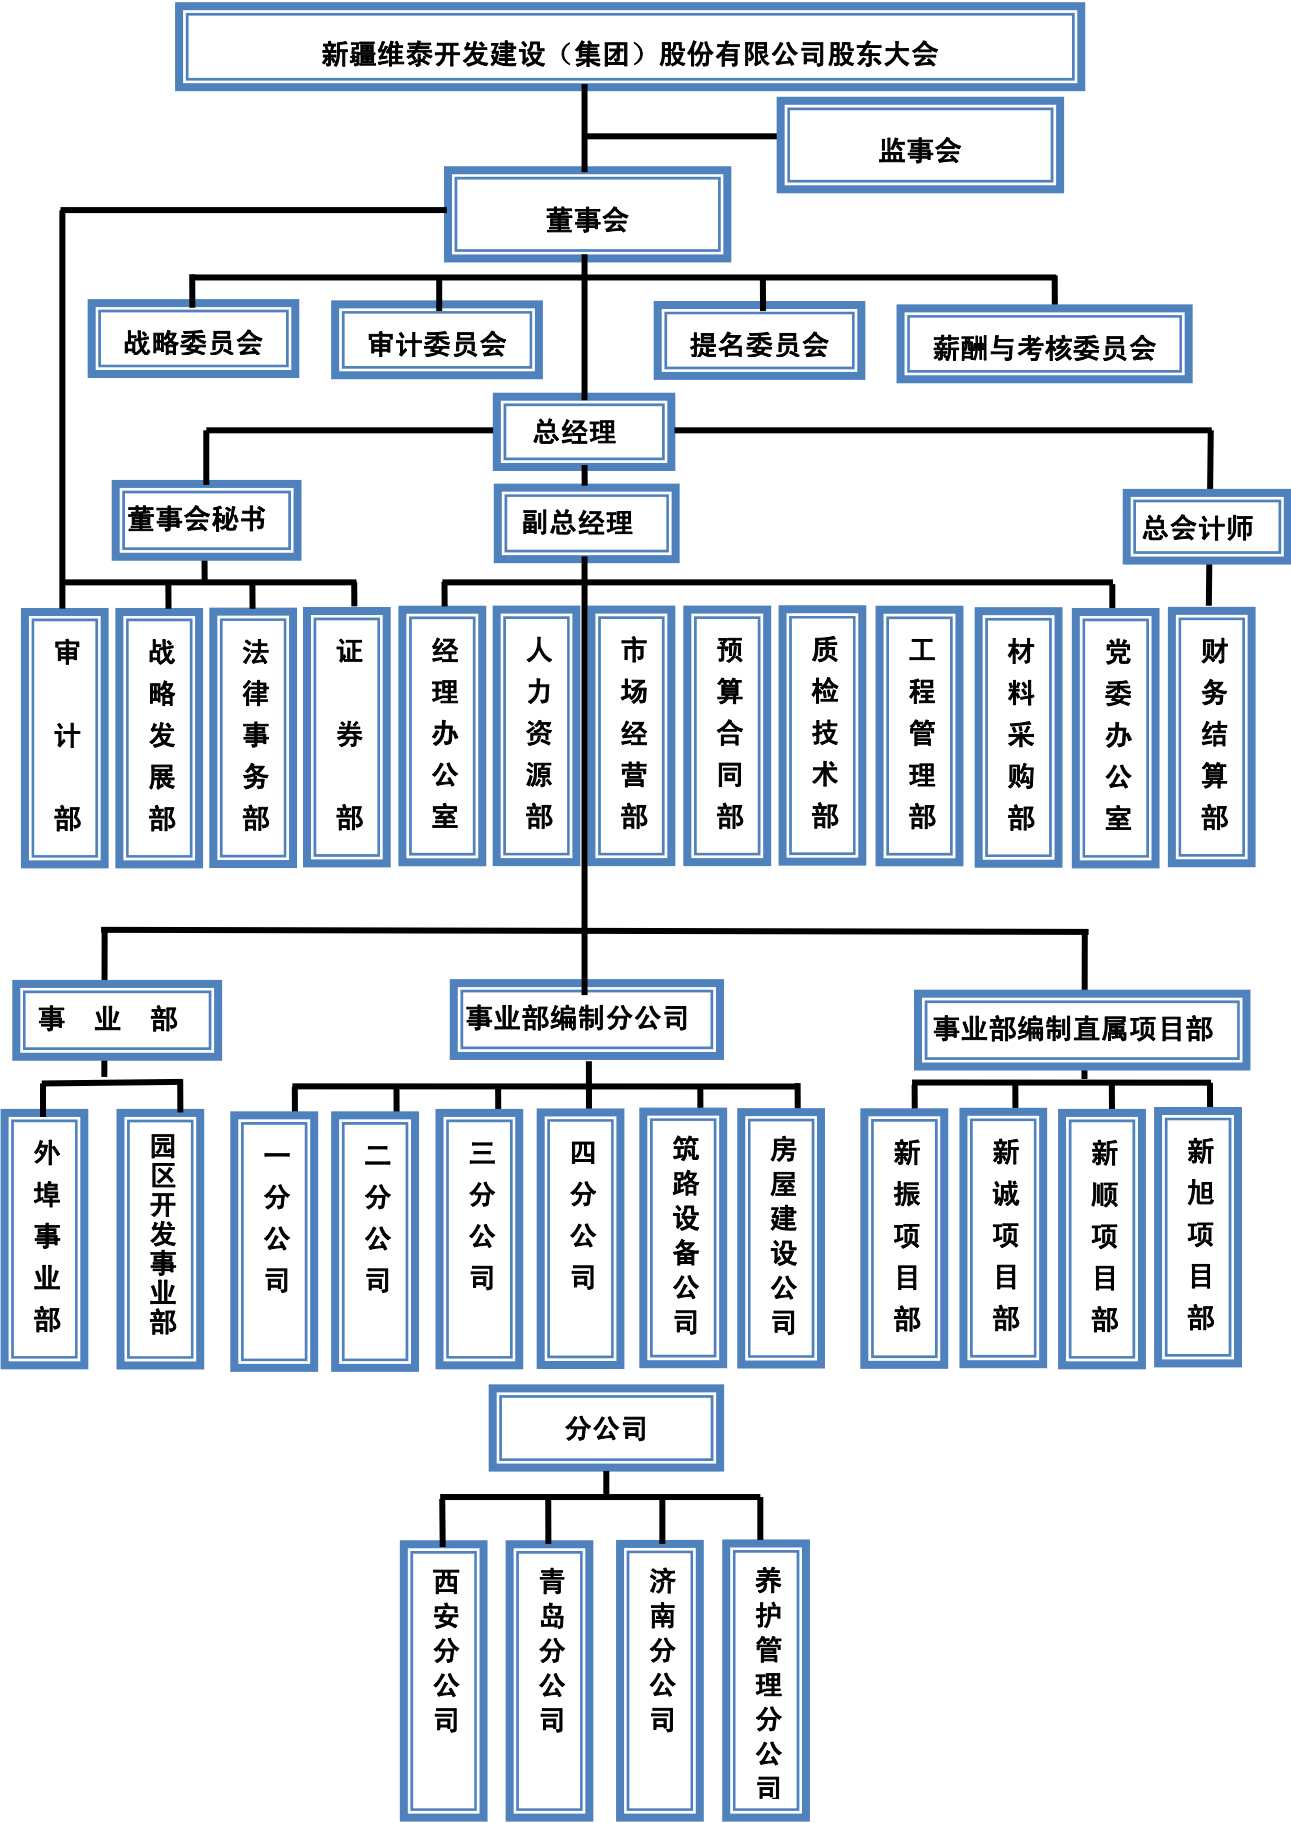 新疆维泰开发建设（集团）股份有限公司股东大会
监事会
董事会
战略委员会
审计委员会
提名委员会
薪酬与考核委员会
总经理
董事会秘书
副总经理
总会计师
审计部
战略发展部
法律事务部
证券部
经理办公室
人力资源部
市场经营部
预算合同部
质检技术部
工程管理部
材料采购部
党委办公室
财务结算部
事业部
事业部编制分公司
事业部编制直属项目部
外埠事业部
园区开发事业部
一分公司
二分公司
三分公司
四分公司
筑路设备公司
房屋建设公司
新振项目部
新诚项目部
新顺项目部
新旭项目部
分公司
西安分公司
青岛分公司
济南分公司
养护管理分公司